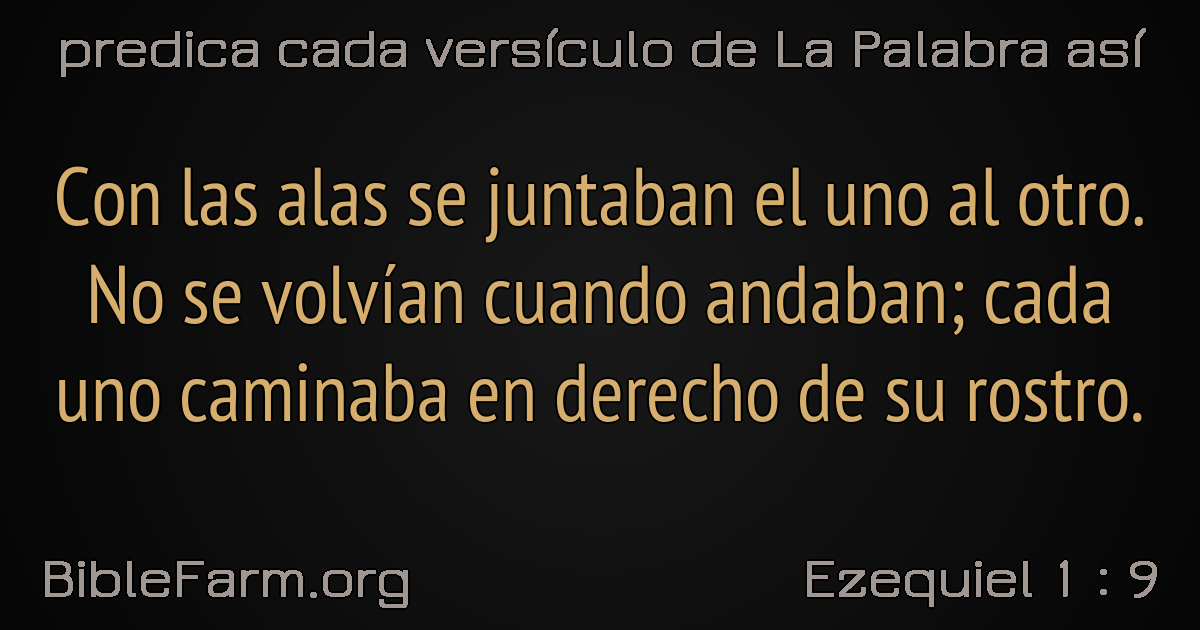 predica cada versículo de La Palabra así
Con las alas se juntaban el uno al otro.
No se volvían cuando andaban; cada
uno caminaba en derecho de su rostro.
BibleFarm.org
Ezequiel 1 : 9